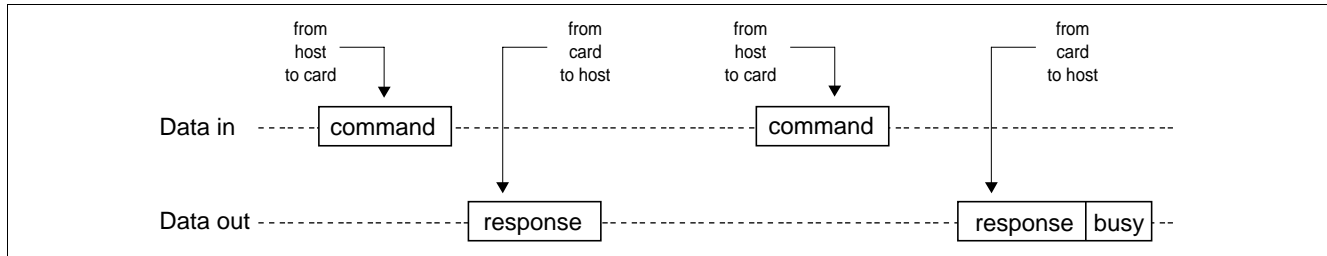 from
host
to card
from
card
to host
from
host
to card
from
card
to host
Data in
command
command
Data out
response
response
busy